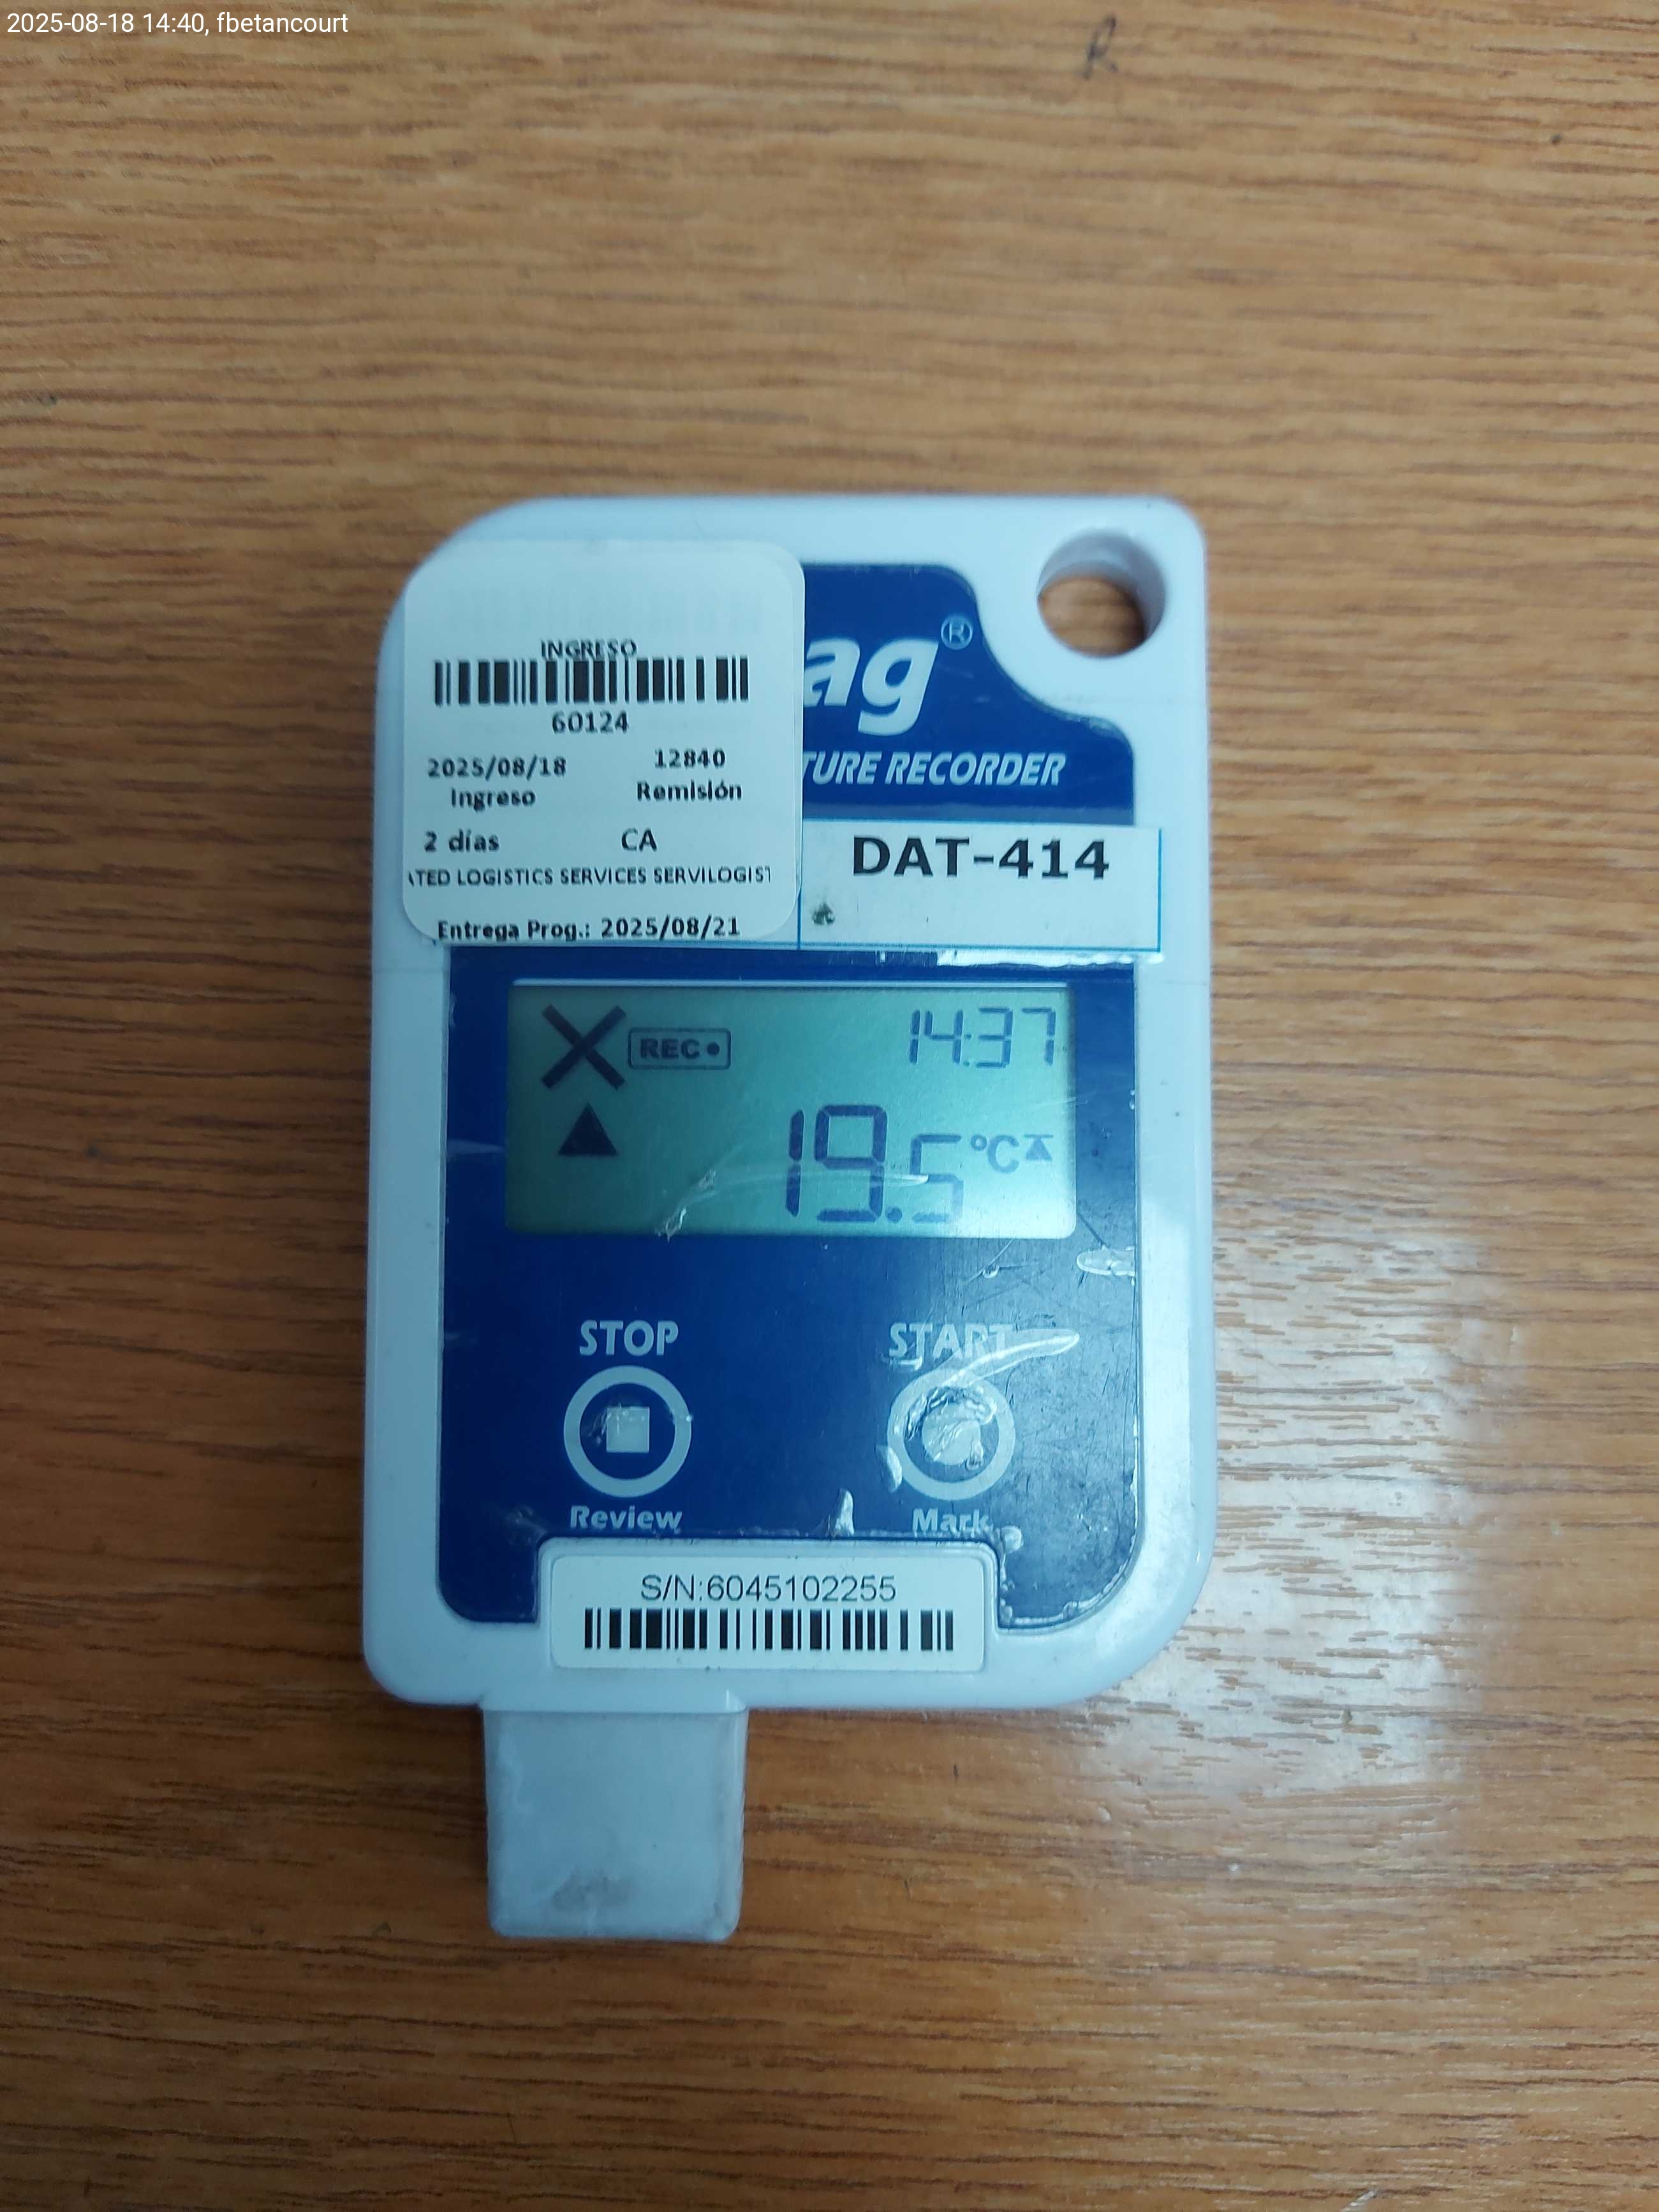 2025-08-18 14:40, fbetancourt
R
ag®
TURE RECORDER
INGRESO
60124
2025/08/18 12840
Ingreso Remisión
2 días CA
TED LOGISTICS SERVICES SERVILOGIST
Entrega Prog.: 2025/08/21
DAT-414
REC
14:37
19.5 °C
STOP START
Review Mark
S/N:6045102255